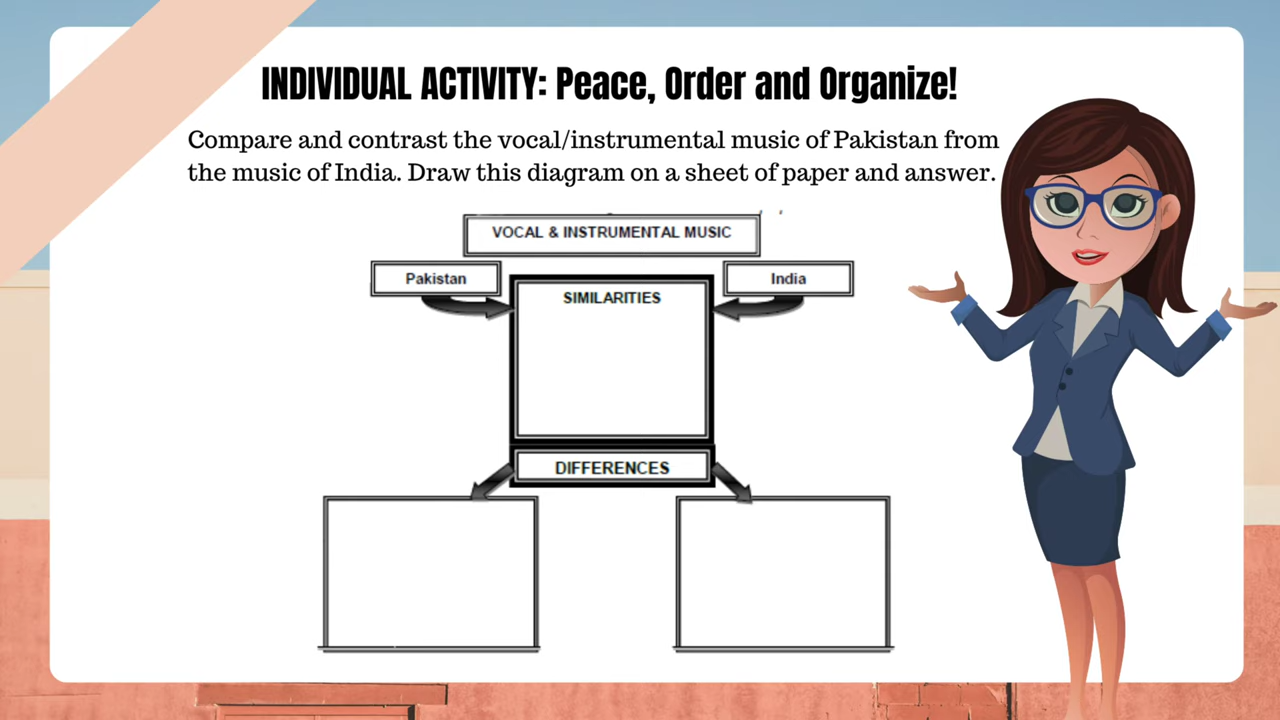 INDIVIDUAL ACTIVITY: Peace, Order and Organize!
Compare and contrast the vocal/instrumental music of Pakistan from
the music of India. Draw this diagram on a sheet of paper and answer.
VOCAL & INSTRUMENTAL MUSIC
Pakistan
India
SIMILARITIES
DIFFERENCES